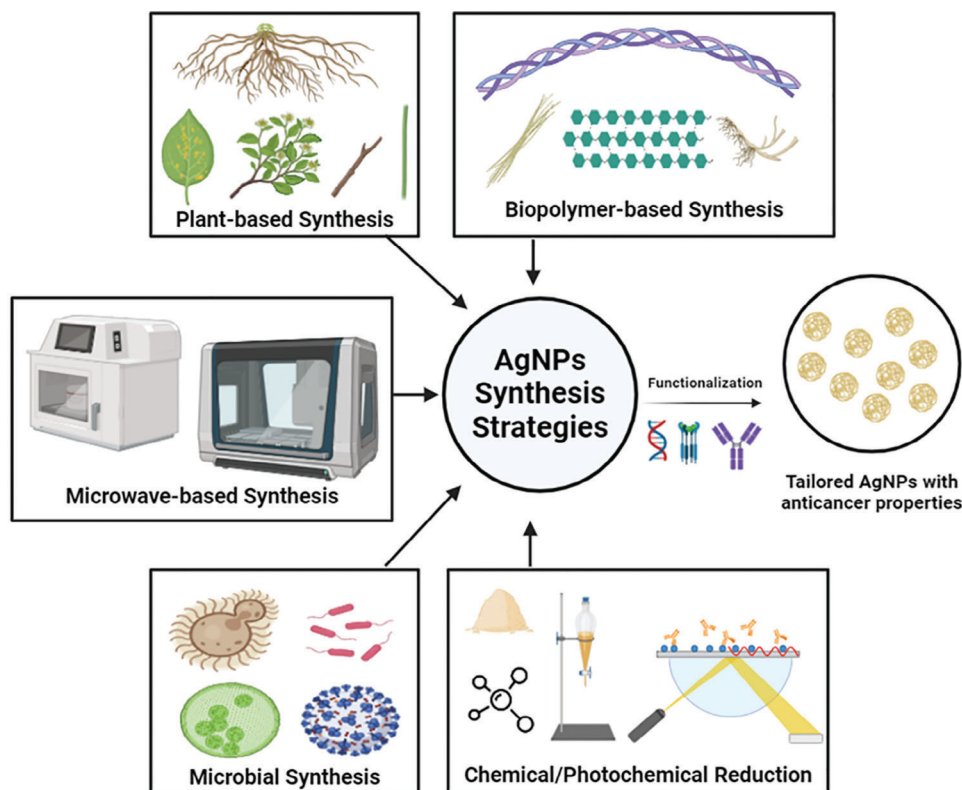 Plant-based Synthesis
Biopolymer-based Synthesis
Microwave-based Synthesis
AgNPs
Synthesis
Strategies
Functionalization
Tailored AgNPs with
anticancer properties
Microbial Synthesis
Chemical/Photochemical Reduction